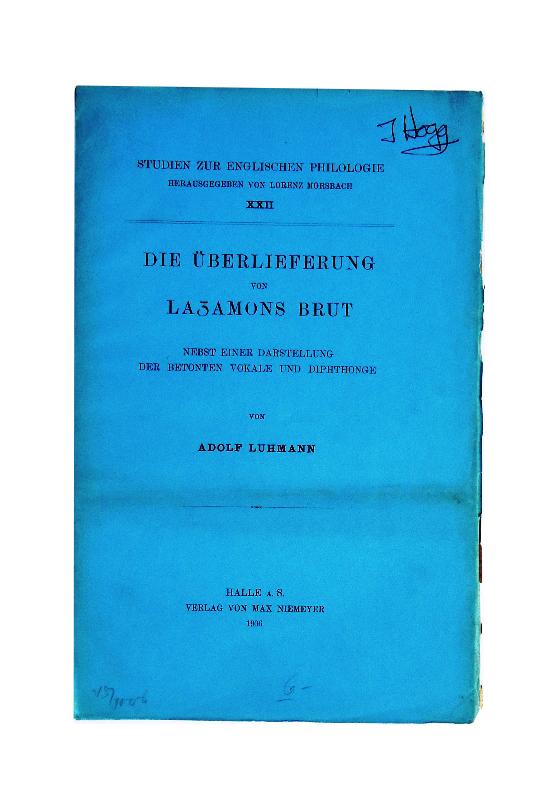 J Hogg
STUDIEN ZUR ENGLISCHEN PHILOLOGIE
HERAUSGEGEBEN VON LORENZ MORSBACH
XXII
DIE ÜBERLIEFERUNG
VON
LAȜAMONS BRUT
NEBST EINER DARSTELLUNG
DER BETONTEN VOKALE UND DIPHTHONGE
VON
ADOLF LUHMANN
HALLE A. S.
VERLAG VON MAX NIEMEYER
1906